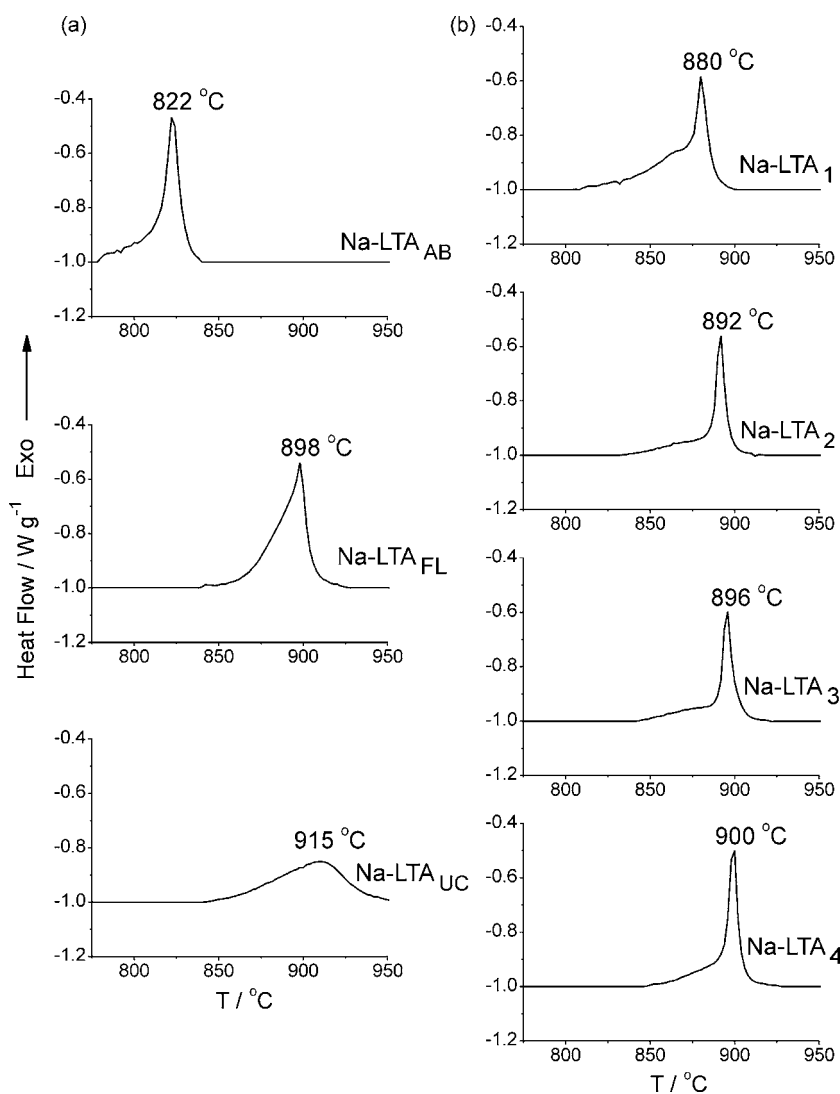 (a)
822 °C
-0.4
-0.6
-0.8
-1.0
-1.2
Na-LTA AB
800 850 900 950
898 °C
-0.4
-0.6
-0.8
-1.0
-1.2
Na-LTA FL
800 850 900 950
915 °C
-0.4
-0.6
-0.8
-1.0
-1.2
Na-LTA UC
800 850 900 950
T / °C
Heat Flow / W g⁻¹ Exo
(b)
880 °C
-0.4
-0.6
-0.8
-1.0
-1.2
Na-LTA 1
800 850 900 950
892 °C
-0.4
-0.6
-0.8
-1.0
-1.2
Na-LTA 2
800 850 900 950
896 °C
-0.4
-0.6
-0.8
-1.0
-1.2
Na-LTA 3
800 850 900 950
900 °C
-0.4
-0.6
-0.8
-1.0
-1.2
Na-LTA 4
800 850 900 950
T / °C